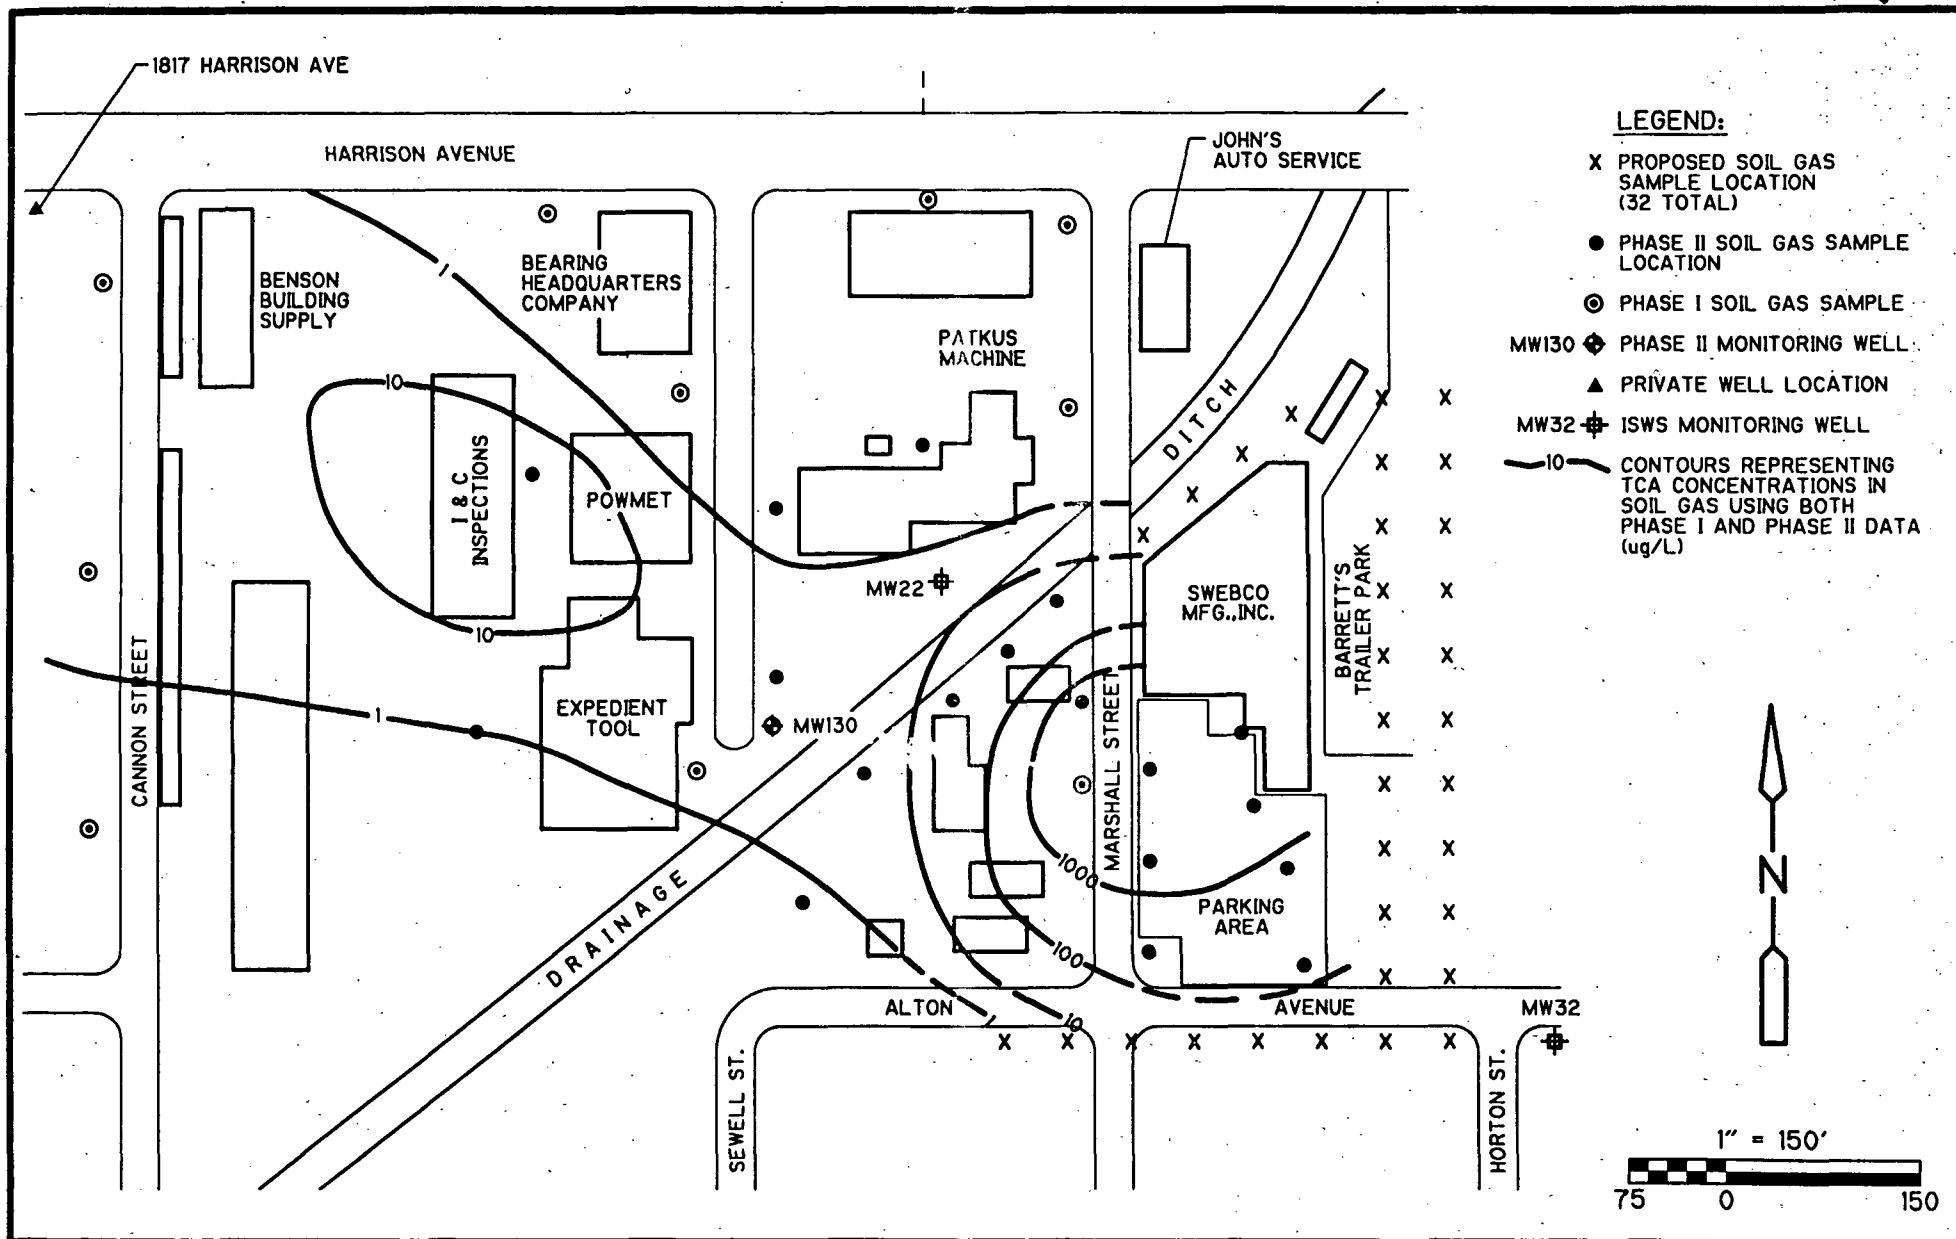 1817 HARRISON AVE
HARRISON AVENUE
JOHN'S
AUTO SERVICE
BENSON
BUILDING
SUPPLY
BEARING
HEADQUARTERS
COMPANY
PATKUS
MACHINE
1
10
I & C
INSPECTIONS
POWMET
DITCH
MW22
SWEBCO
MFG.,INC.
BARRETT'S
TRAILER PARK
10
CANNON STREET
EXPEDIENT
TOOL
1
MW130
MARSHALL STREET
1000
DRAINAGE
PARKING
AREA
100
ALTON
AVENUE
1
10
MW32
SEWELL ST.
HORTON ST.
LEGEND:
X PROPOSED SOIL GAS
SAMPLE LOCATION
(32 TOTAL)
PHASE II SOIL GAS SAMPLE
LOCATION
PHASE I SOIL GAS SAMPLE
MW130 PHASE II MONITORING WELL
PRIVATE WELL LOCATION
MW32 ISWS MONITORING WELL
10 CONTOURS REPRESENTING
TCA CONCENTRATIONS IN
SOIL GAS USING BOTH
PHASE I AND PHASE II DATA
(ug/L)
N
1" = 150'
75 0 150